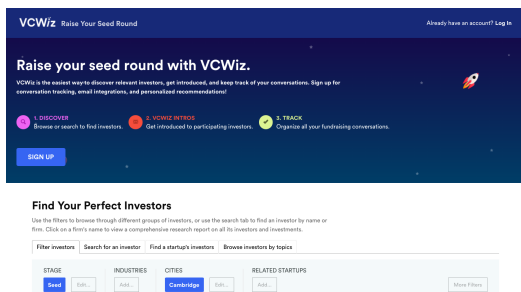 VCWiz Raise Your Seed Round
Already have an account? Log In
Raise your seed round with VCWiz.
VCWiz is the easiest way to discover relevant investors, get introduced, and keep track of your conversations. Sign up for
conversation tracking, email integrations, and personalized recommendations!
1. DISCOVER
Browse or search to find investors.
2. VCWIZ INTROS
Get introduced to participating investors.
3. TRACK
Organize all your fundraising conversations.
SIGN UP
Find Your Perfect Investors
Use the filters to browse through different groups of investors, or use the search tab to find an investor by name or
firm. Click on a firm's name to view a comprehensive research report on all its investors and investments.
Filter investors Search for an investor Find a startup's investors Browse investors by topics
STAGE INDUSTRIES CITIES RELATED STARTUPS
Seed Edit... Add... Cambridge Edit... Add... More Filters